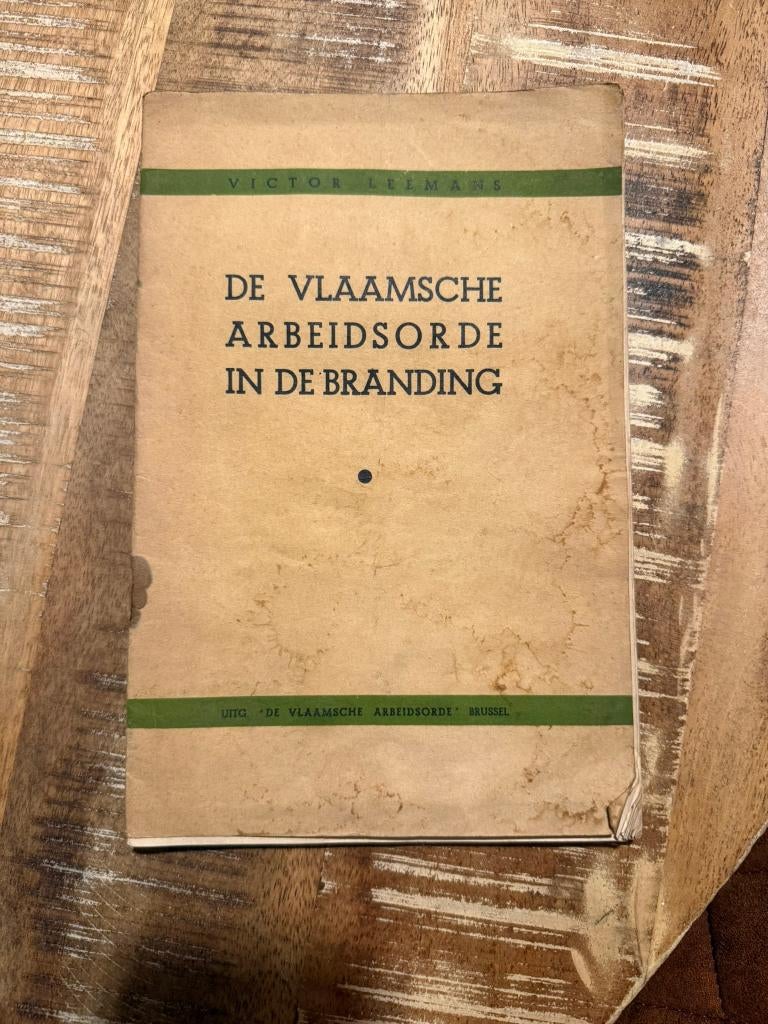 VICTOR LEEMANS
DE VLAAMSCHE
ARBEIDSORDE
IN DE BRANDING
UITG. "DE VLAAMSCHE ARBEIDSORDE" BRUSSEL